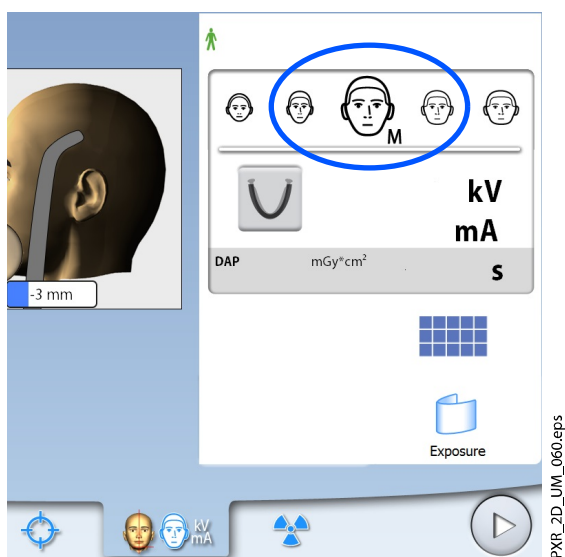 M
kV
mA
DAP mGy*cm²
s
-3 mm
Exposure
kV
mA
PXR_2D_UM_060.eps